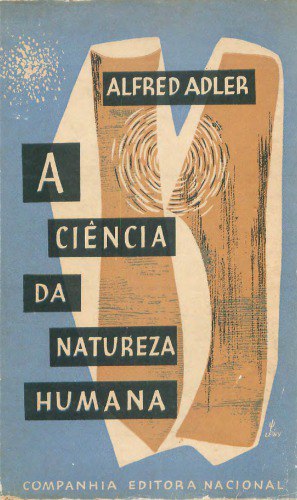 ALFRED ADLER
A
CIÊNCIA
DA
NATUREZA
HUMANA
COMPANHIA EDITORA NACIONAL